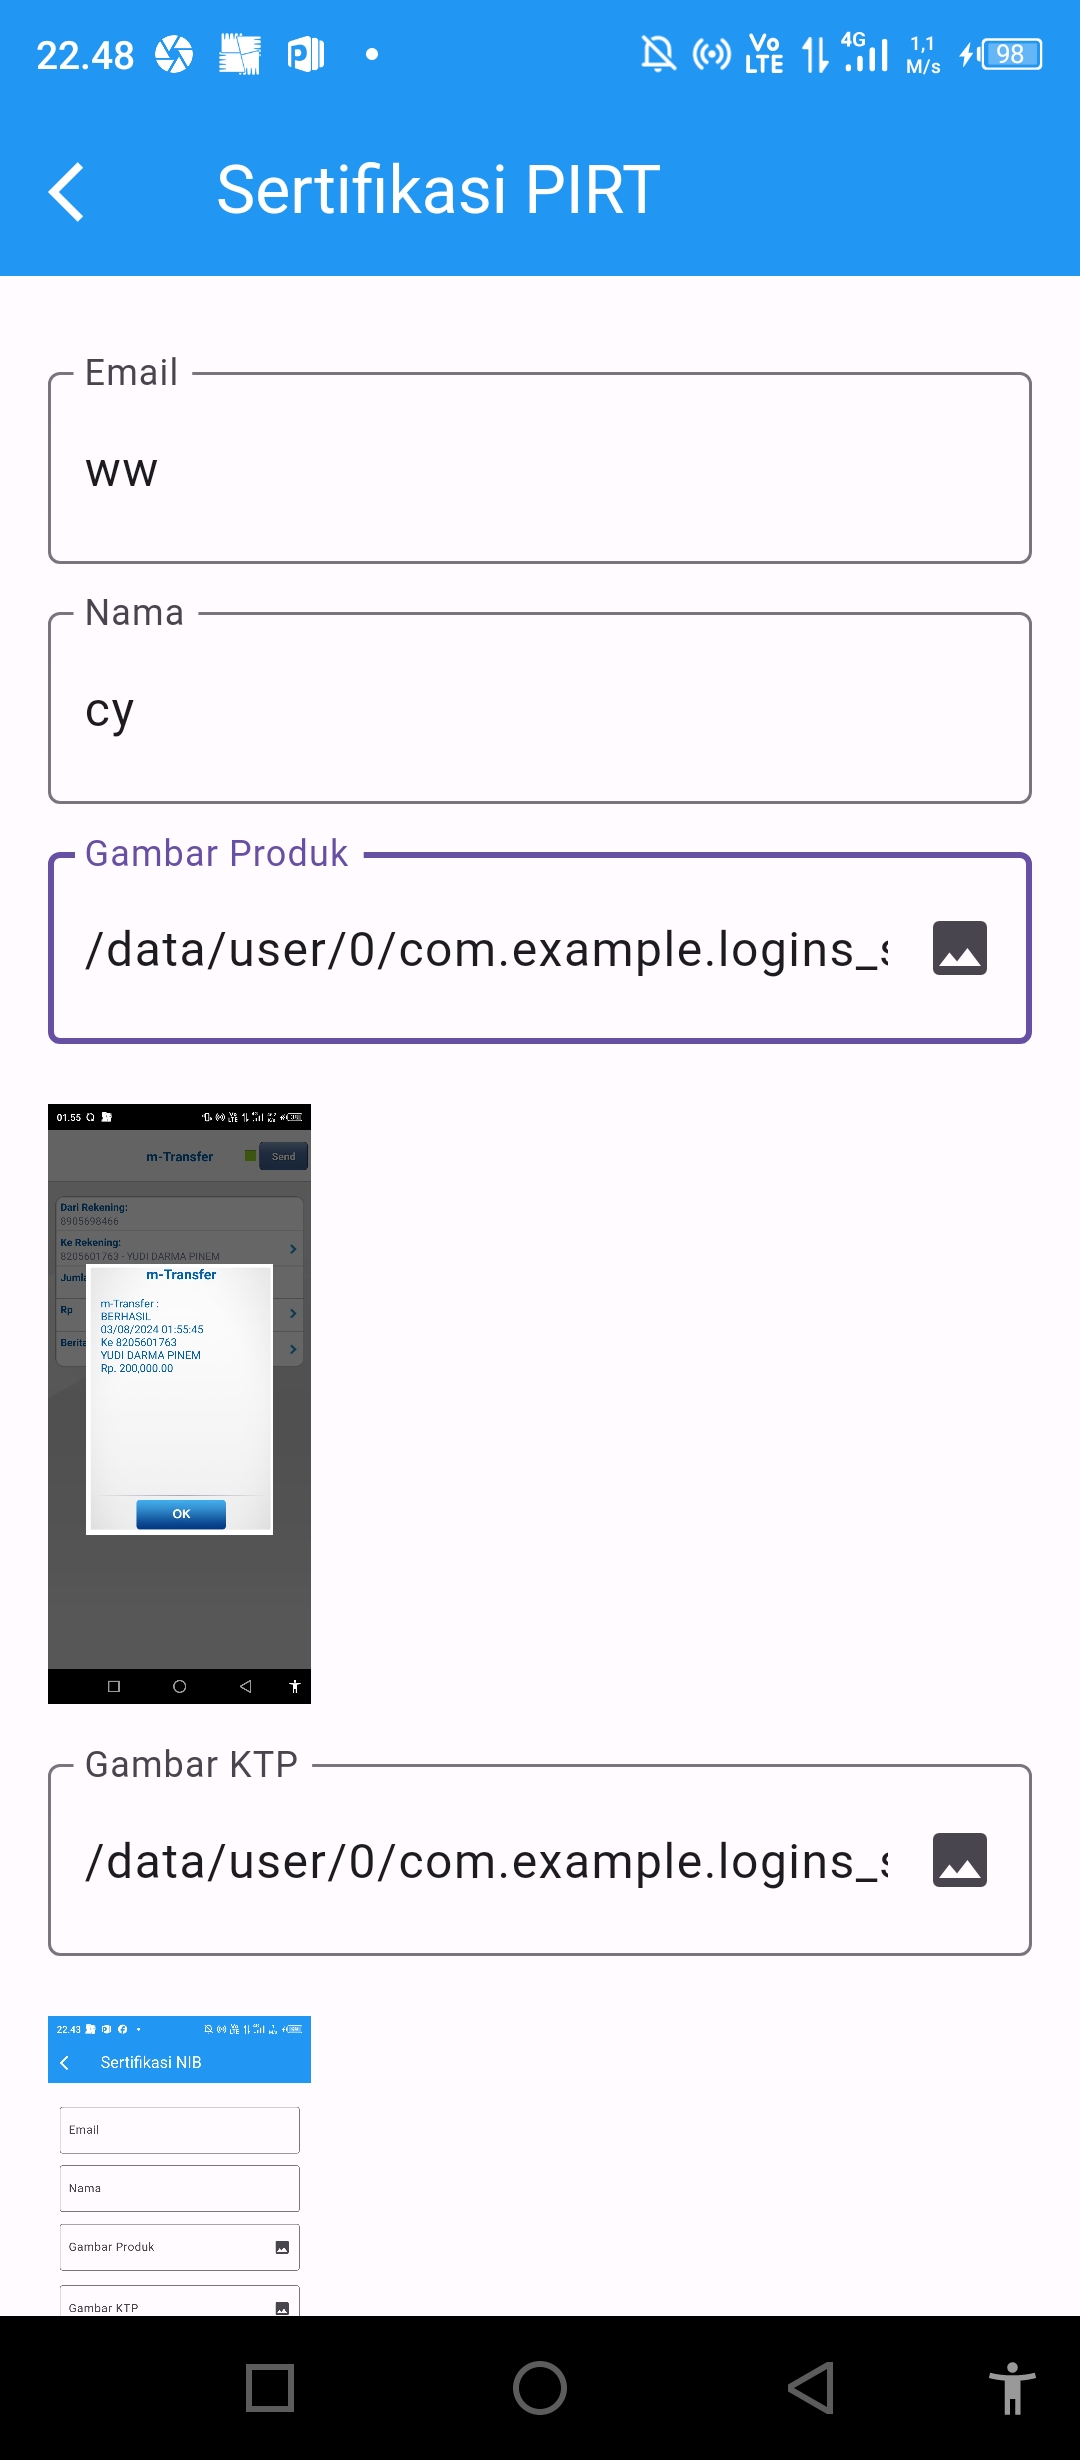 22.48
Vo LTE 4G 1,1 M/s 98
Sertifikasi PIRT
Email
ww
Nama
cy
Gambar Produk
/data/user/0/com.example.logins_s
01.55
m-Transfer
Send
Dari Rekening:
8905698466
Ke Rekening:
8205601763 - YUDI DARMA PINEM
Jumla
Rp
Berita
m-Transfer
m-Transfer :
BERHASIL
03/08/2024 01:55:45
Ke 8205601763
YUDI DARMA PINEM
Rp. 200,000.00
OK
Gambar KTP
/data/user/0/com.example.logins_s
22.43
Sertifikasi NIB
Email
Nama
Gambar Produk
Gambar KTP